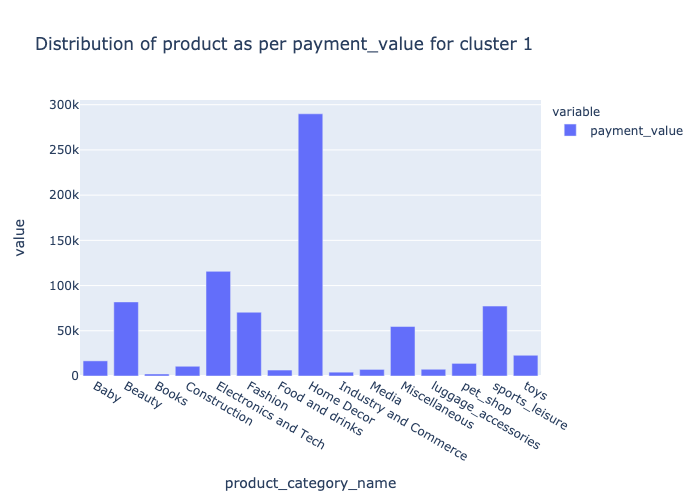 Distribution of product as per payment_value for cluster 1
variable
payment_value
value
300k
250k
200k
150k
100k
50k
0
Baby
Beauty
Books
Construction
Electronics and Tech
Fashion
Food and drinks
Home Decor
Industry and Commerce
Media
Miscellaneous
luggage_accessories
pet_shop
sports_leisure
toys
product_category_name